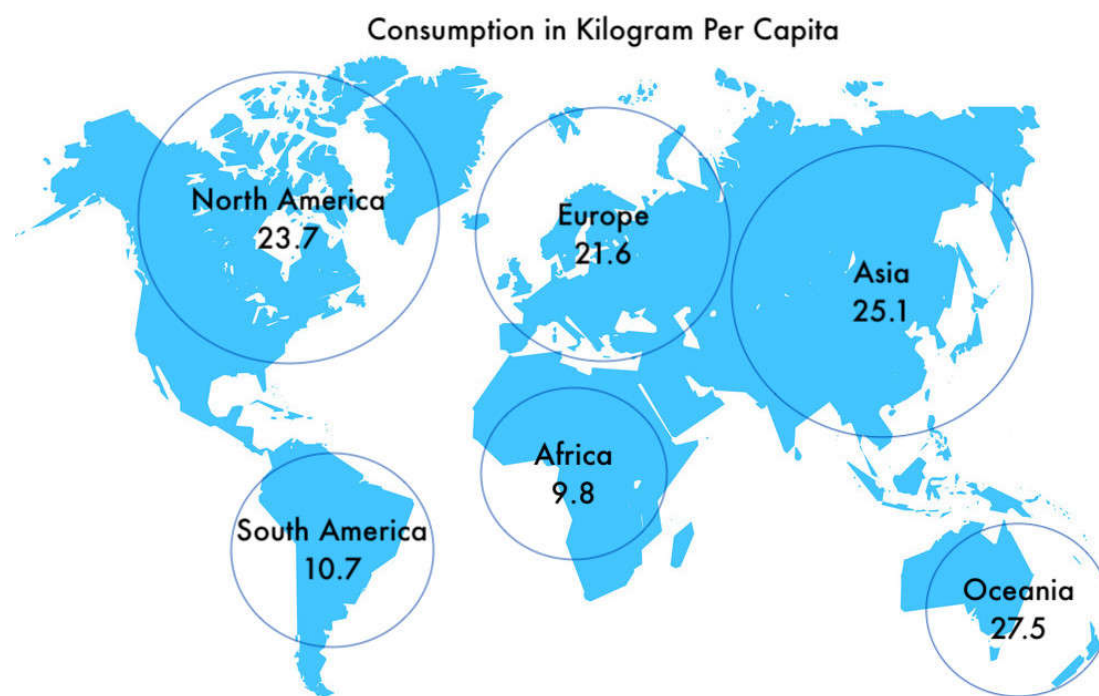 Consumption in Kilogram Per Capita
North America
23.7
Europe
21.6
Asia
25.1
Africa
9.8
South America
10.7
Oceania
27.5